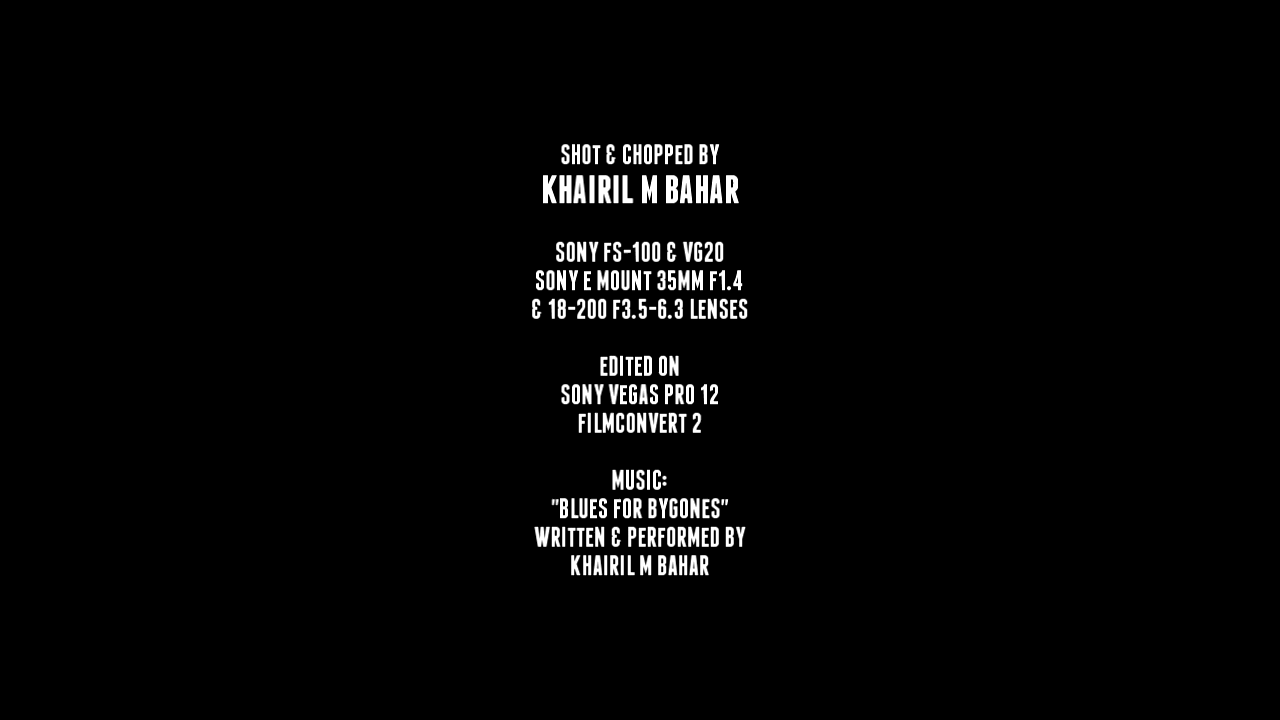 SHOT & CHOPPED BY
KHAIRIL M BAHAR
SONY FS-100 & VG20
SONY E MOUNT 35MM F1.4
& 18-200 F3.5-6.3 LENSES
EDITED ON
SONY VEGAS PRO 12
FILMCONVERT 2
MUSIC:
"BLUES FOR BYGONES"
WRITTEN & PERFORMED BY
KHAIRIL M BAHAR